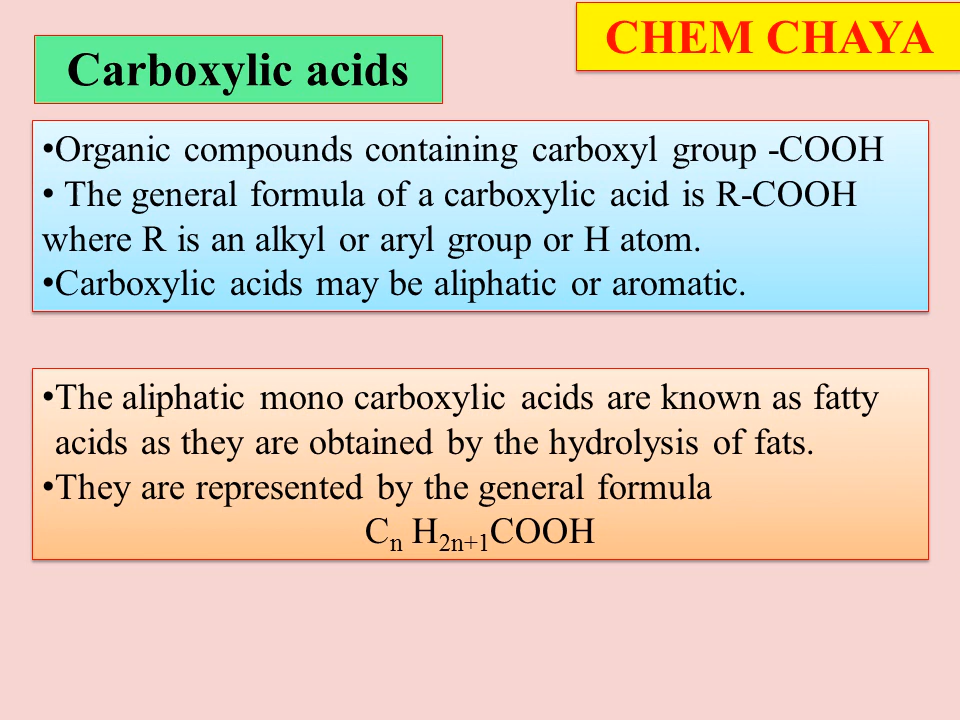 CHEM CHAYA
Carboxylic acids
•Organic compounds containing carboxyl group -COOH
• The general formula of a carboxylic acid is R-COOH
where R is an alkyl or aryl group or H atom.
•Carboxylic acids may be aliphatic or aromatic.
•The aliphatic mono carboxylic acids are known as fatty
acids as they are obtained by the hydrolysis of fats.
•They are represented by the general formula
Cₙ H₂ₙ₊₁COOH